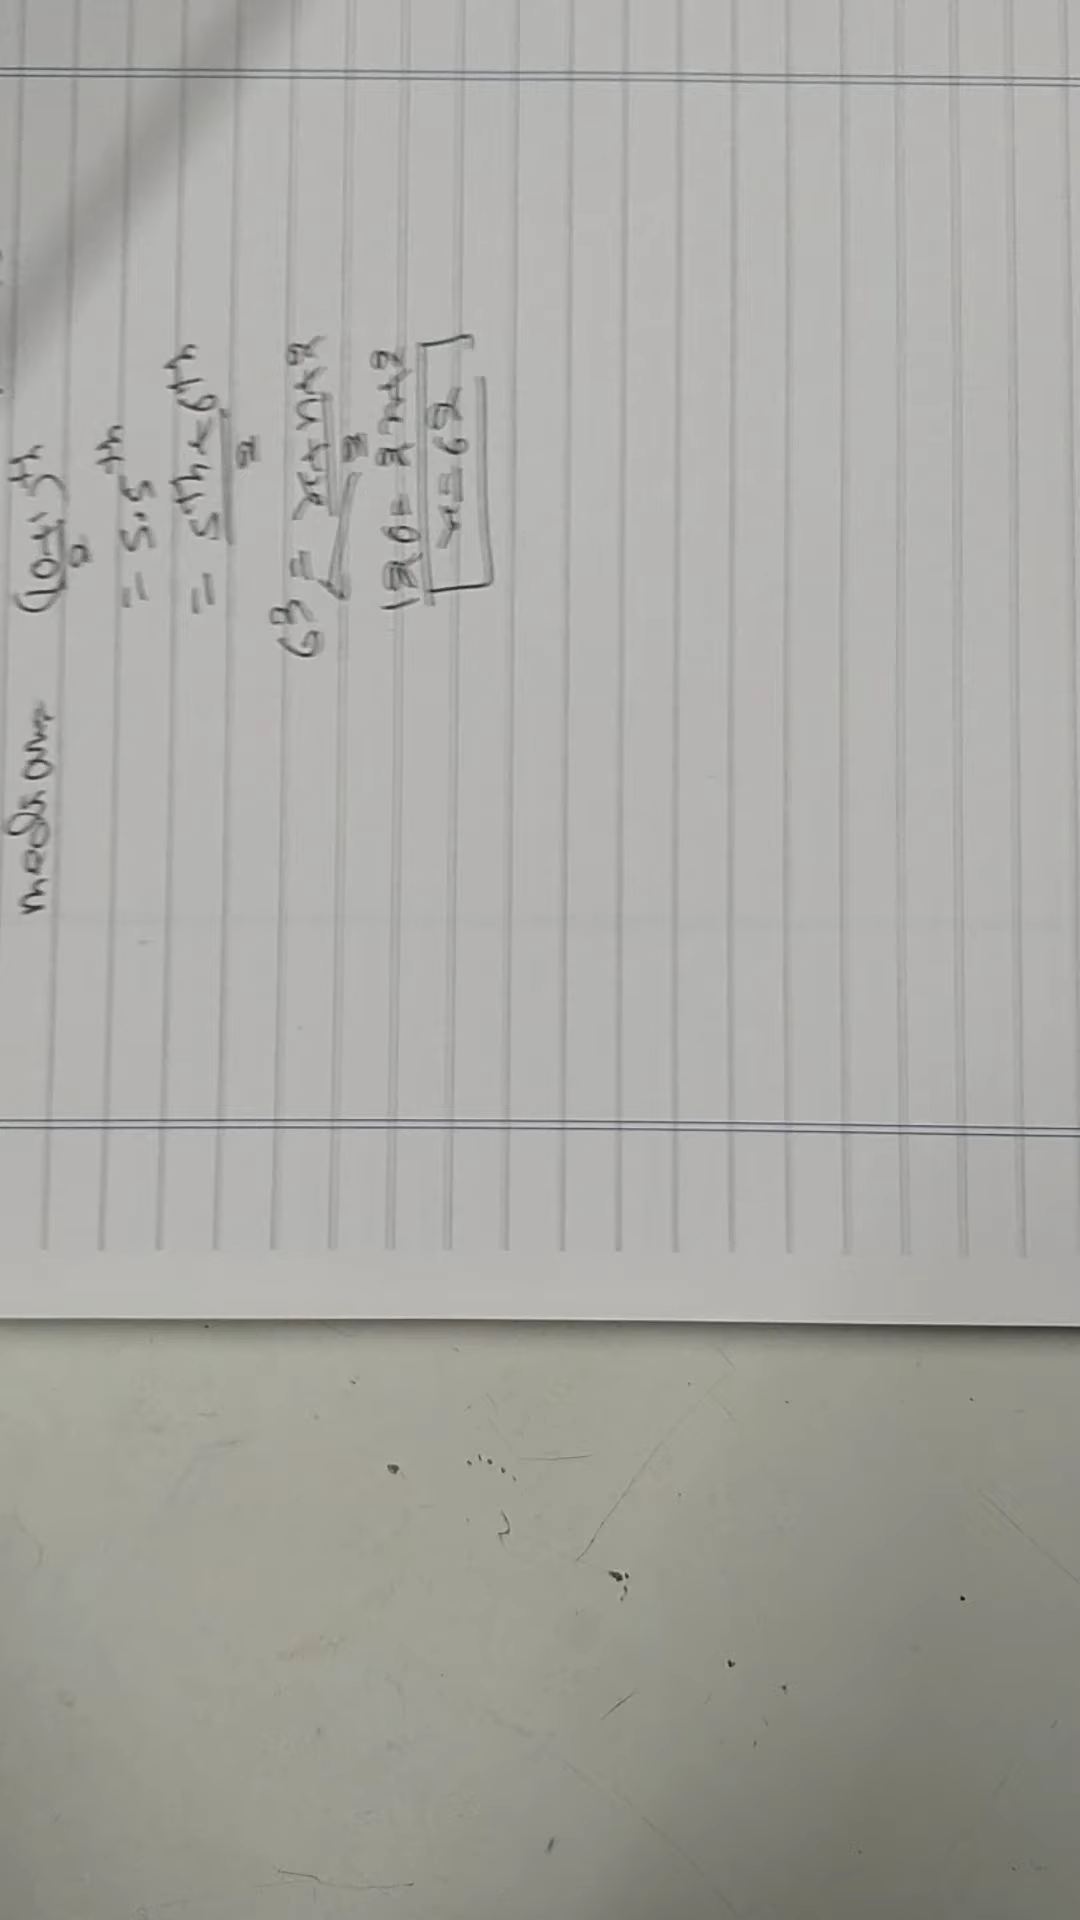 median (10+1)th
2
= 5.5th
= 5th + 6th
2
63 = x+x+2
2
126 = 2x+2
x = 62